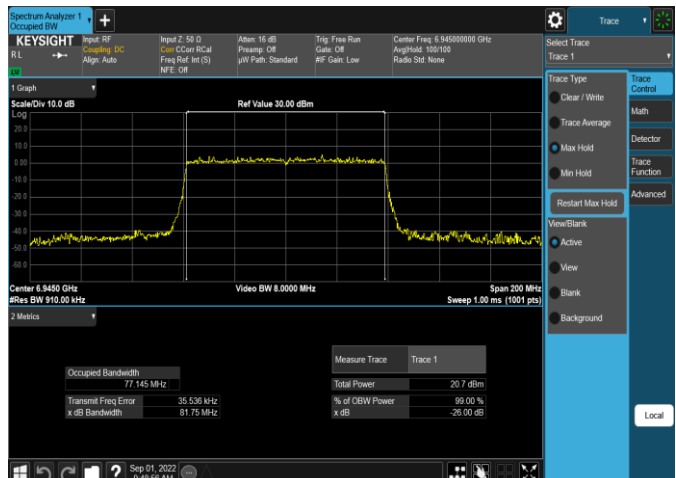 Spectrum Analyzer 1
Occupied BW
KEYSIGHT
R L
LW
Input: RF
Coupling: DC
Align: Auto
Input Z: 50 Ω
Corr CCorr RCal
Freq Ref: Int (S)
NFE: Off
Atten: 16 dB
Preamp: Off
µW Path: Standard
Trig: Free Run
Gate: Off
#IF Gain: Low
Center Freq: 6.945000000 GHz
Avg|Hold: 100/100
Radio Std: None
1 Graph
Scale/Div 10.0 dB
Ref Value 30.00 dBm
Log
20.0
10.0
0.00
-10.0
-20.0
-30.0
-40.0
-50.0
-60.0
Center 6.9450 GHz
Video BW 8.0000 MHz
Span 200 MHz
#Res BW 910.00 kHz
Sweep 1.00 ms (1001 pts)
2 Metrics
Measure Trace
Trace 1
Occupied Bandwidth
77.145 MHz
Total Power
20.7 dBm
Transmit Freq Error
35.536 kHz
% of OBW Power
99.00 %
x dB Bandwidth
81.75 MHz
x dB
-26.00 dB
Sep 01, 2022
9:48:56 AM
Trace
Select Trace
Trace 1
Trace Type
Clear / Write
Trace Average
Max Hold
Min Hold
Restart Max Hold
View/Blank
Active
View
Blank
Background
Trace
Control
Math
Detector
Trace
Function
Advanced
Local